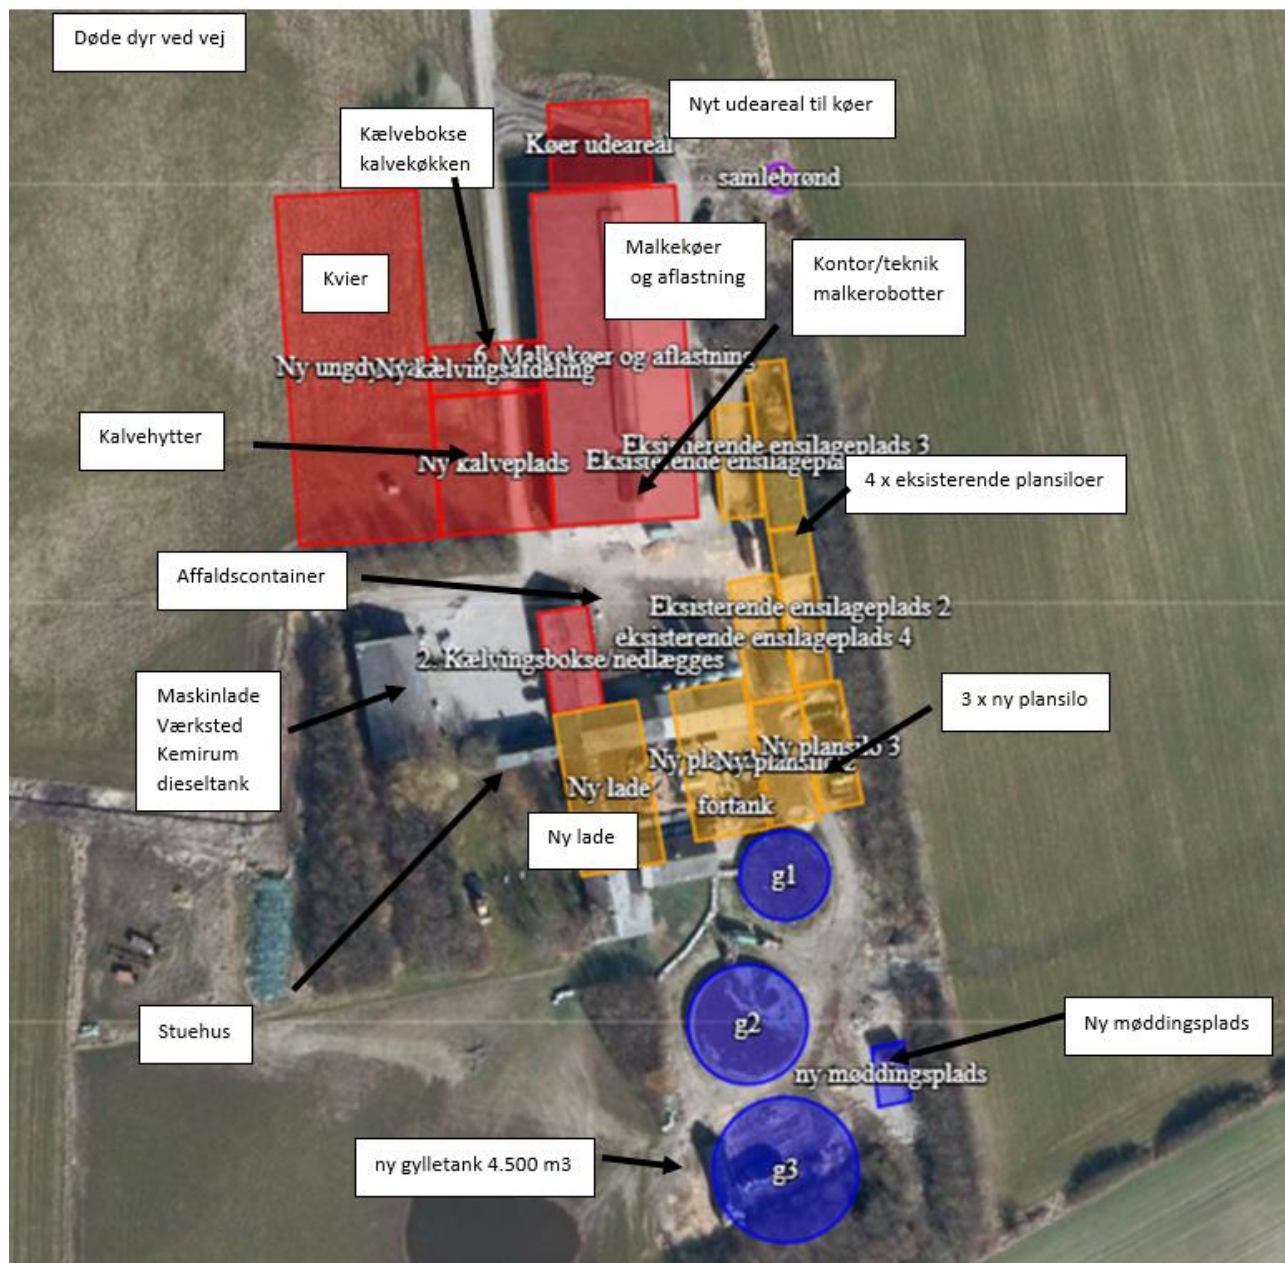 Døde dyr ved vej
Nyt udeareal til køer
Kælvebokse
kalvekøkken
Køer udeareal
samlebrønd
Malkekøer
og aflastning
Kontor/teknik
malkerobotter
Kvier
6. Malkekøer og aflastning
Ny kælvingsafdeling
Kalvehytter
Ny kalveplads
Eksisterende ensilageplads 3
Eksisterende
4 x eksisterende plansiloer
Affaldscontainer
Eksisterende ensilageplads 2
eksisterende ensilageplads 4
2. Kælvingsbokse/nedlægges
Maskinlade
Værksted
Kemirum
dieseltank
3 x ny plansilo
Ny plansilo 3
Ny lade
fortank
Ny lade
g1
Stuehus
g2
Ny møddingsplads
ny møddingsplads
ny gylletank 4.500 m3
g3